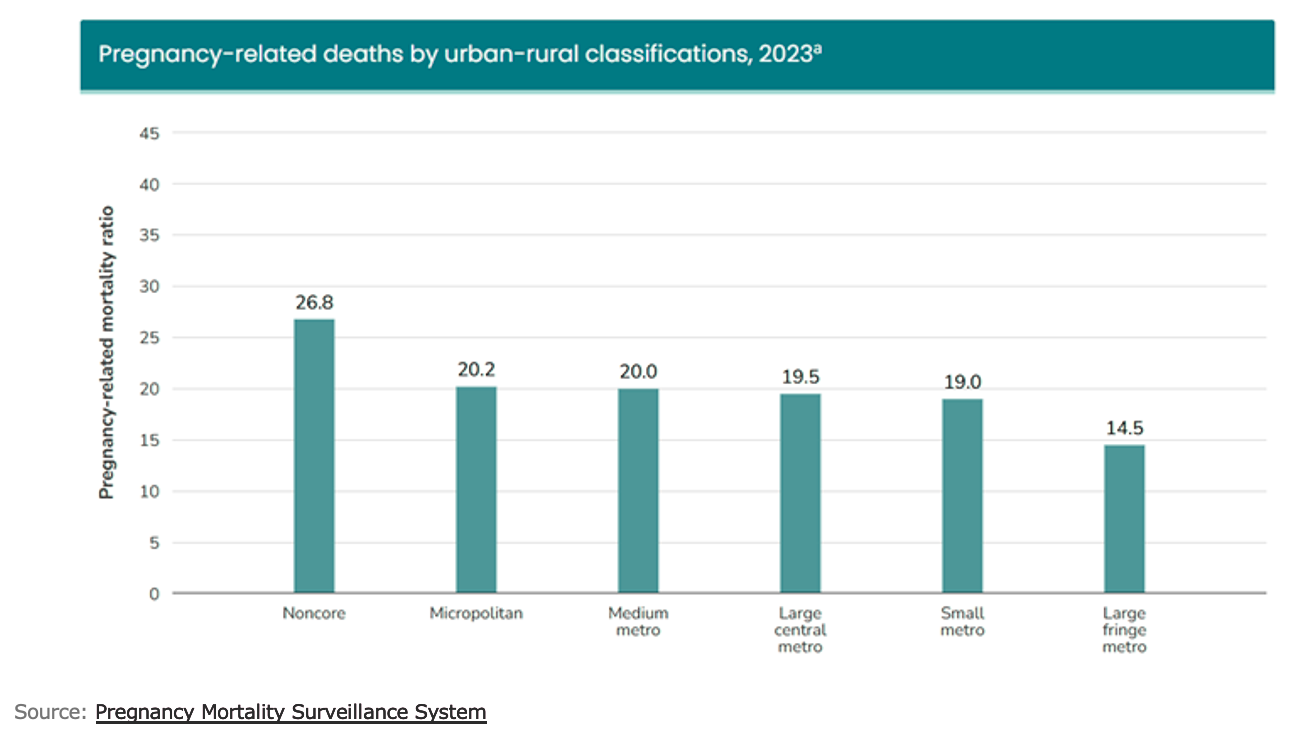 Pregnancy-related deaths by urban-rural classifications, 2023ᵃ
45
40
35
30
25
20
15
10
5
0
Pregnancy-related mortality ratio
26.8
20.2
20.0
19.5
19.0
14.5
Noncore
Micropolitan
Medium
metro
Large
central
metro
Small
metro
Large
fringe
metro
Source: Pregnancy Mortality Surveillance System